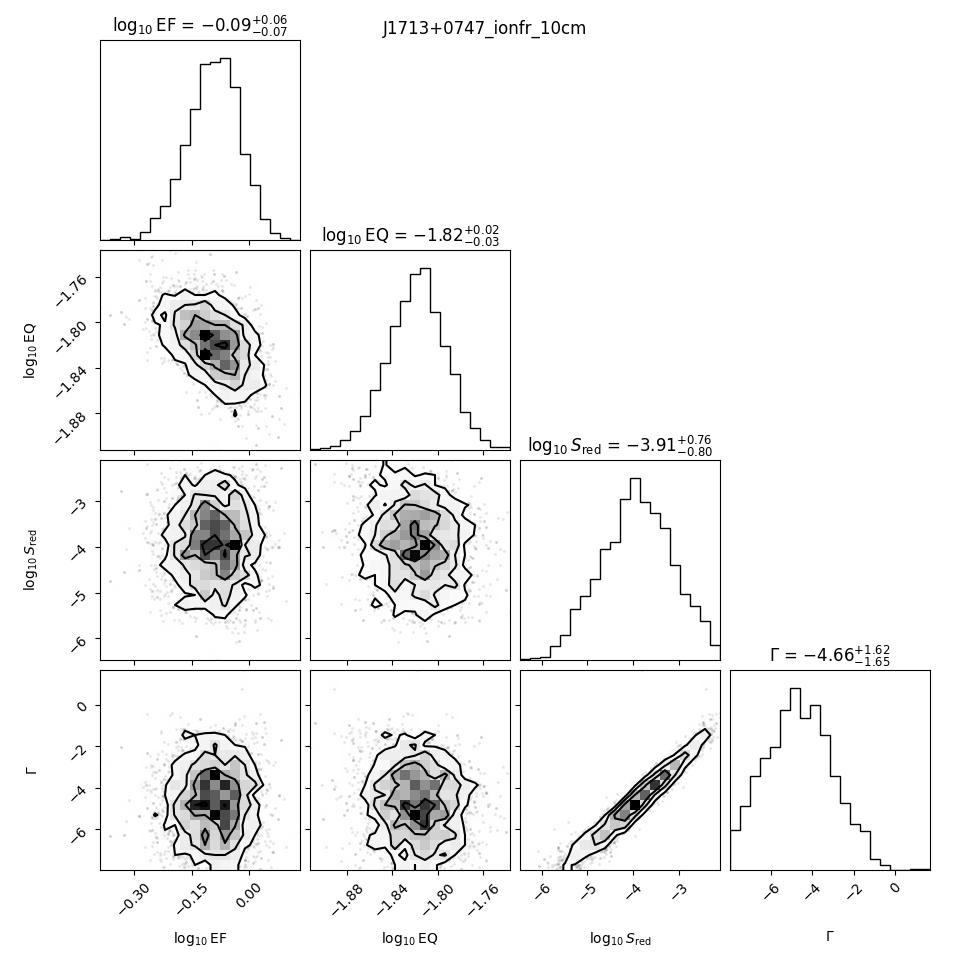 J1713+0747_ionfr_10cm
log₁₀ EF = −0.09 +0.06 −0.07
log₁₀ EQ = −1.82 +0.02 −0.03
log₁₀ EQ
−1.76
−1.80
−1.84
−1.88
log₁₀ S_red = −3.91 +0.76 −0.80
log₁₀ S_red
−3
−4
−5
−6
Γ = −4.66 +1.62 −1.65
Γ
0
−2
−4
−6
−0.30 −0.15 0.00
−1.88 −1.84 −1.80 −1.76
−6 −5 −4 −3
−6 −4 −2 0
log₁₀ EF
log₁₀ EQ
log₁₀ S_red
Γ